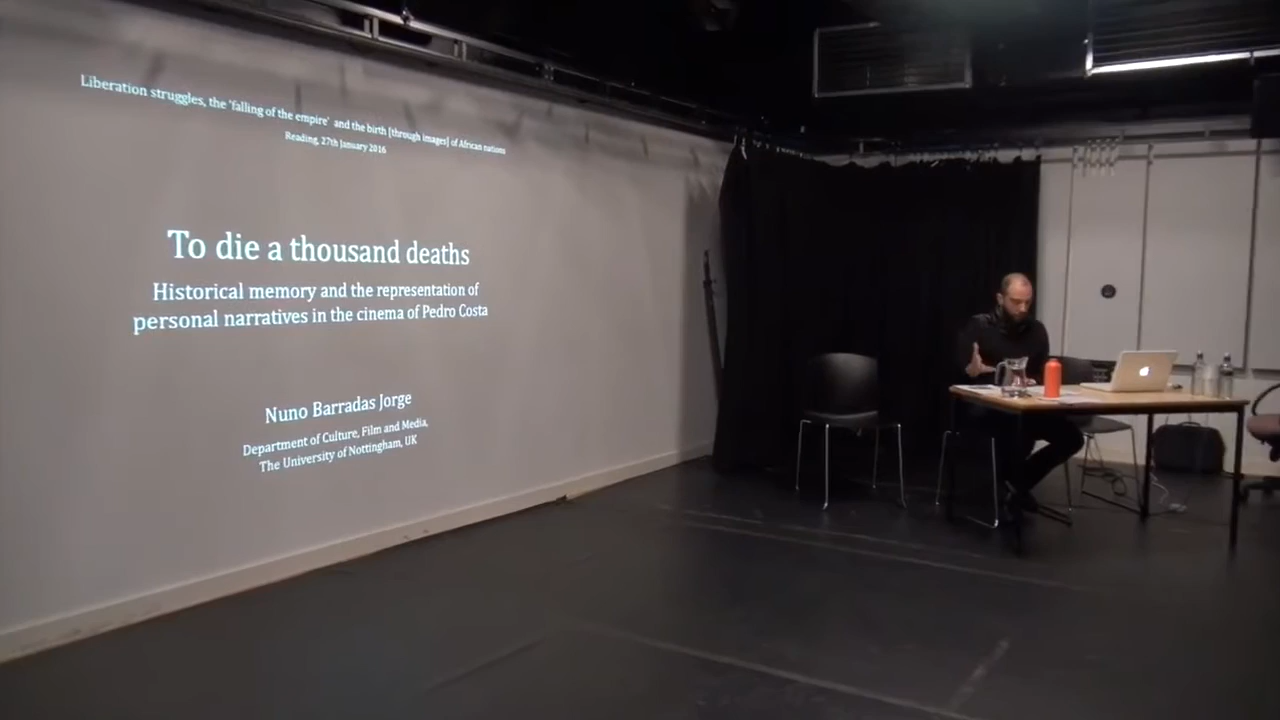 Liberation struggles, the 'falling of the empire' and the birth [through images] of African nations
Reading, 27th January 2016
To die a thousand deaths
Historical memory and the representation of
personal narratives in the cinema of Pedro Costa
Nuno Barradas Jorge
Department of Culture, Film and Media,
The University of Nottingham, UK